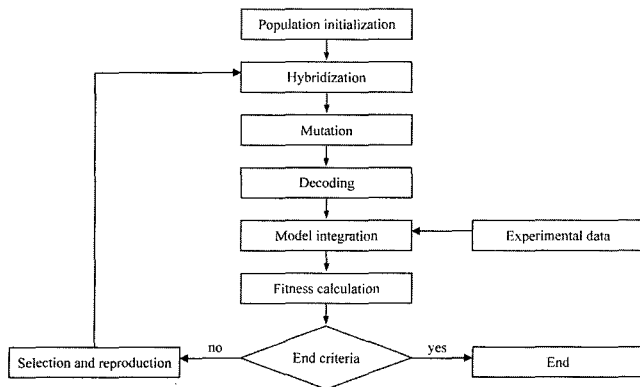 Population initialization
Hybridization
Mutation
Decoding
Model integration
Experimental data
Fitness calculation
Selection and reproduction
no
End criteria
yes
End